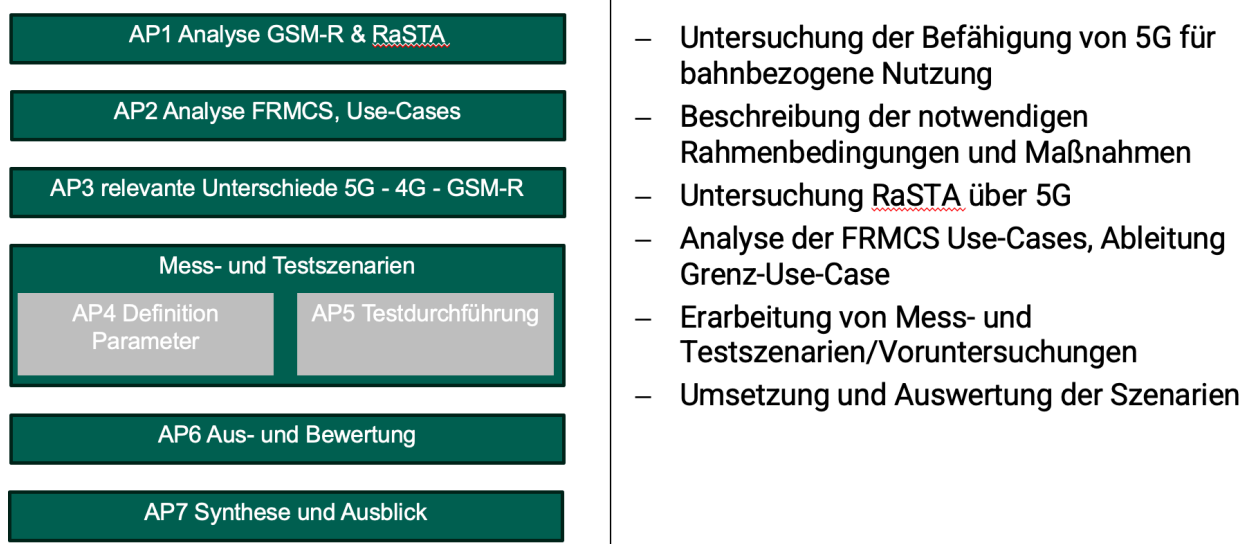 AP1 Analyse GSM-R & RaSTA
AP2 Analyse FRMCS, Use-Cases
AP3 relevante Unterschiede 5G - 4G - GSM-R
Mess- und Testszenarien
AP4 Definition
Parameter
AP5 Testdurchführung
AP6 Aus- und Bewertung
AP7 Synthese und Ausblick
– Untersuchung der Befähigung von 5G für
bahnbezogene Nutzung
– Beschreibung der notwendigen
Rahmenbedingungen und Maßnahmen
– Untersuchung RaSTA über 5G
– Analyse der FRMCS Use-Cases, Ableitung
Grenz-Use-Case
– Erarbeitung von Mess- und
Testszenarien/Voruntersuchungen
– Umsetzung und Auswertung der Szenarien